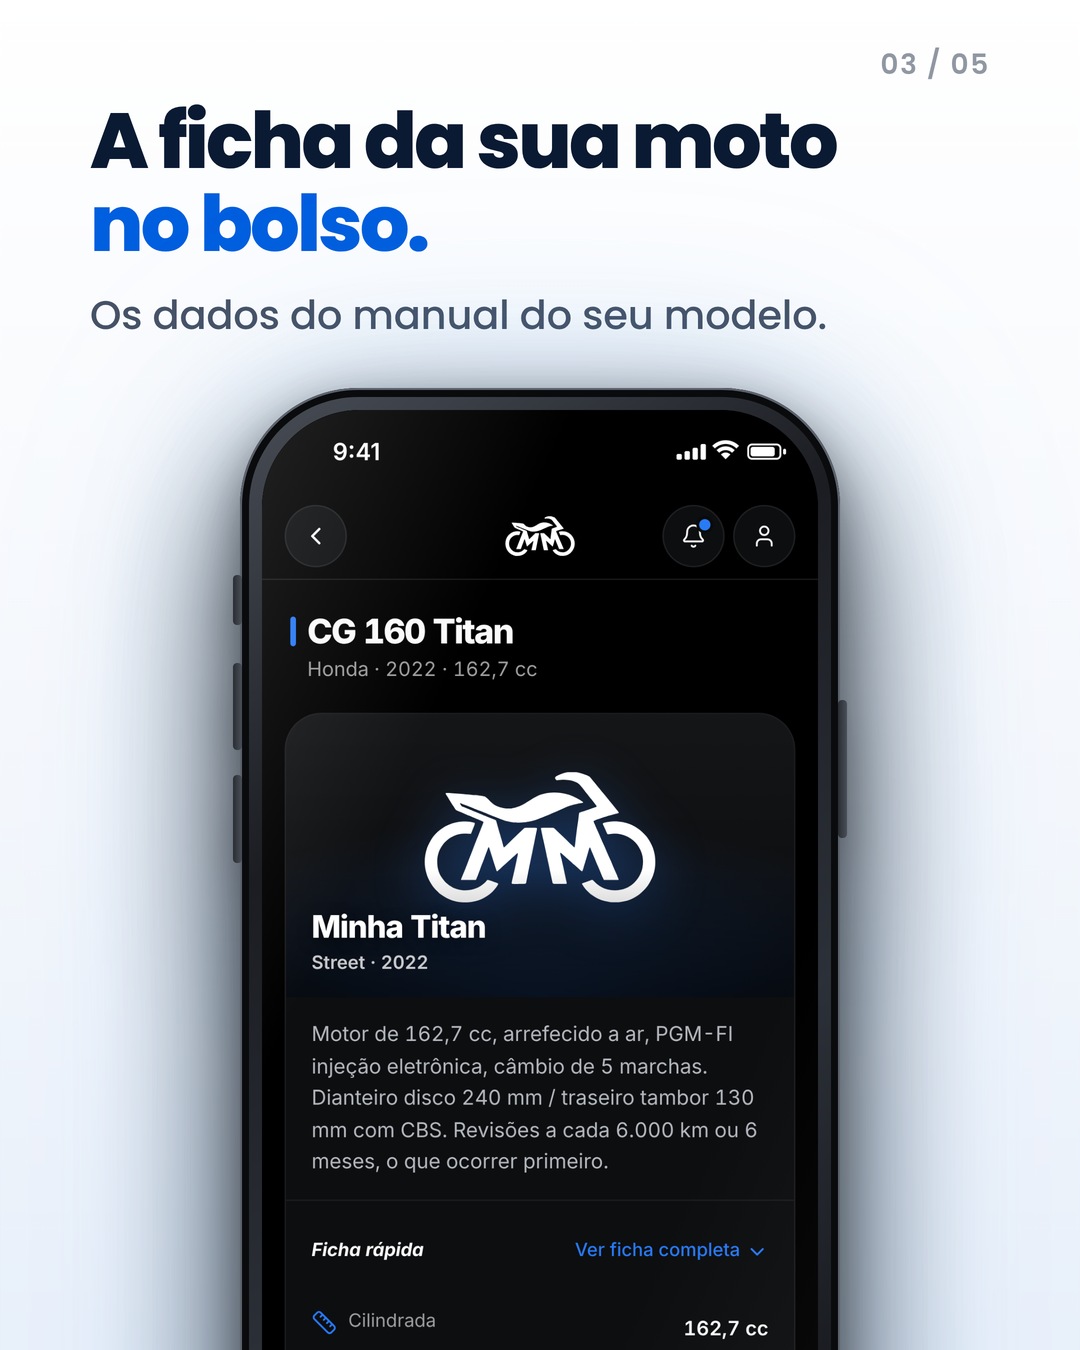 03 / 05
A ficha da sua moto
no bolso.
Os dados do manual do seu modelo.
9:41
MM
CG 160 Titan
Honda · 2022 · 162,7 cc
MM
Minha Titan
Street · 2022
Motor de 162,7 cc, arrefecido a ar, PGM-FI
injeção eletrônica, câmbio de 5 marchas.
Dianteiro disco 240 mm / traseiro tambor 130
mm com CBS. Revisões a cada 6.000 km ou 6
meses, o que ocorrer primeiro.
Ficha rápida
Ver ficha completa
Cilindrada
162,7 cc